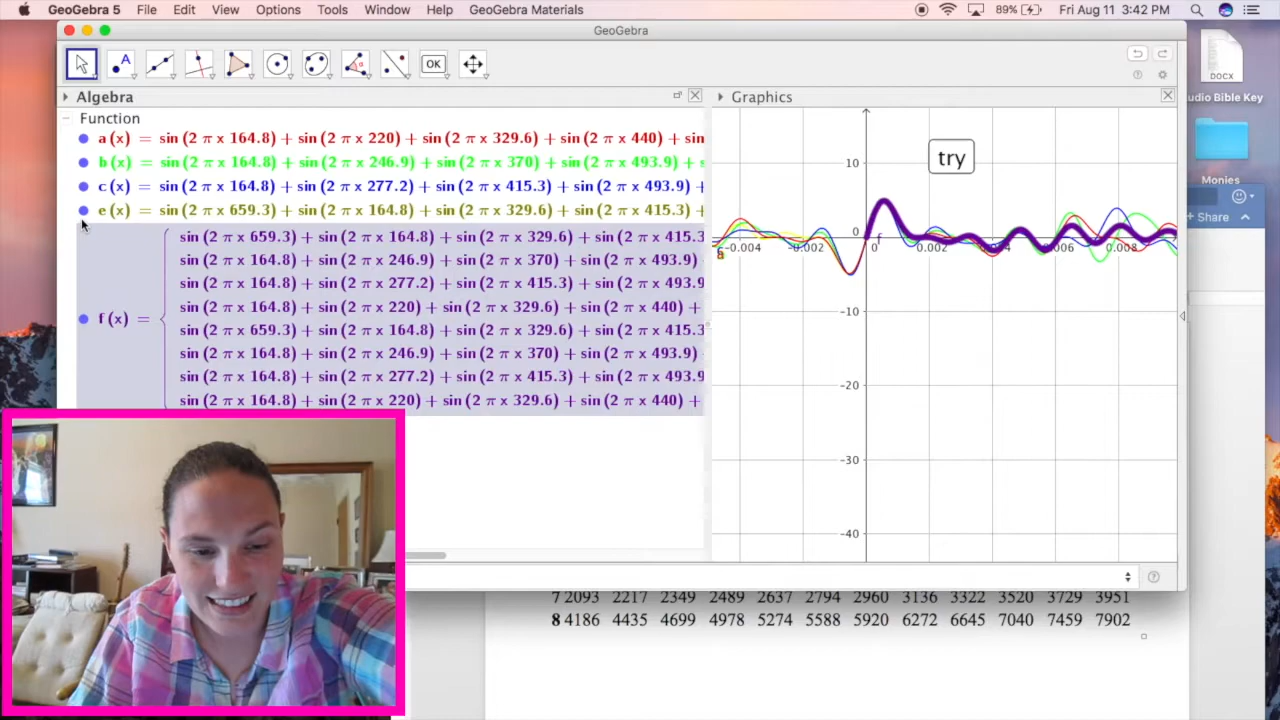 GeoGebra 5 File Edit View Options Tools Window Help GeoGebra Materials 89% Fri Aug 11 3:42 PM
GeoGebra
A OK
Algebra
Graphics
Function
a(x) = sin(2 π x 164.8) + sin(2 π x 220) + sin(2 π x 329.6) + sin(2 π x 440) + sin
b(x) = sin(2 π x 164.8) + sin(2 π x 246.9) + sin(2 π x 370) + sin(2 π x 493.9) + s
c(x) = sin(2 π x 164.8) + sin(2 π x 277.2) + sin(2 π x 415.3) + sin(2 π x 493.9) +
e(x) = sin(2 π x 659.3) + sin(2 π x 164.8) + sin(2 π x 329.6) + sin(2 π x 415.3) +
f(x) =
sin(2 π x 659.3) + sin(2 π x 164.8) + sin(2 π x 329.6) + sin(2 π x 415.3
sin(2 π x 164.8) + sin(2 π x 246.9) + sin(2 π x 370) + sin(2 π x 493.9)
sin(2 π x 164.8) + sin(2 π x 277.2) + sin(2 π x 415.3) + sin(2 π x 493.9
sin(2 π x 164.8) + sin(2 π x 220) + sin(2 π x 329.6) + sin(2 π x 440) +
sin(2 π x 659.3) + sin(2 π x 164.8) + sin(2 π x 329.6) + sin(2 π x 415.3
sin(2 π x 164.8) + sin(2 π x 246.9) + sin(2 π x 370) + sin(2 π x 493.9)
sin(2 π x 164.8) + sin(2 π x 277.2) + sin(2 π x 415.3) + sin(2 π x 493.9
sin(2 π x 164.8) + sin(2 π x 220) + sin(2 π x 329.6) + sin(2 π x 440) +
try
10
0
f
-0.004 -0.002 0 0.002 0.004 0.006 0.008
-10
-20
-30
-40
DOCX
udio Bible Key
Monies
Share
7 2093 2217 2349 2489 2637 2794 2960 3136 3322 3520 3729 3951
8 4186 4435 4699 4978 5274 5588 5920 6272 6645 7040 7459 7902